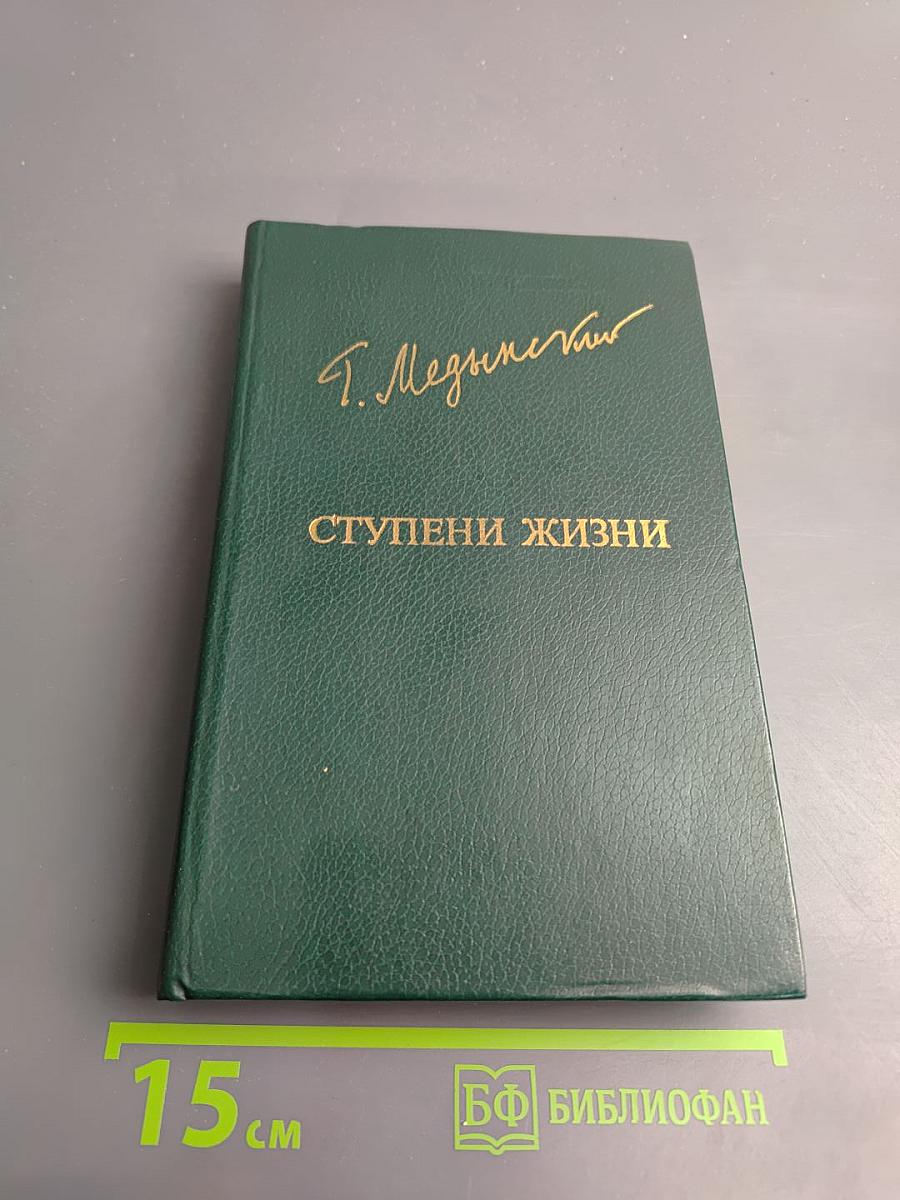 Г. Медынский
СТУПЕНИ ЖИЗНИ
15 см
БФ БИБЛИОФАН